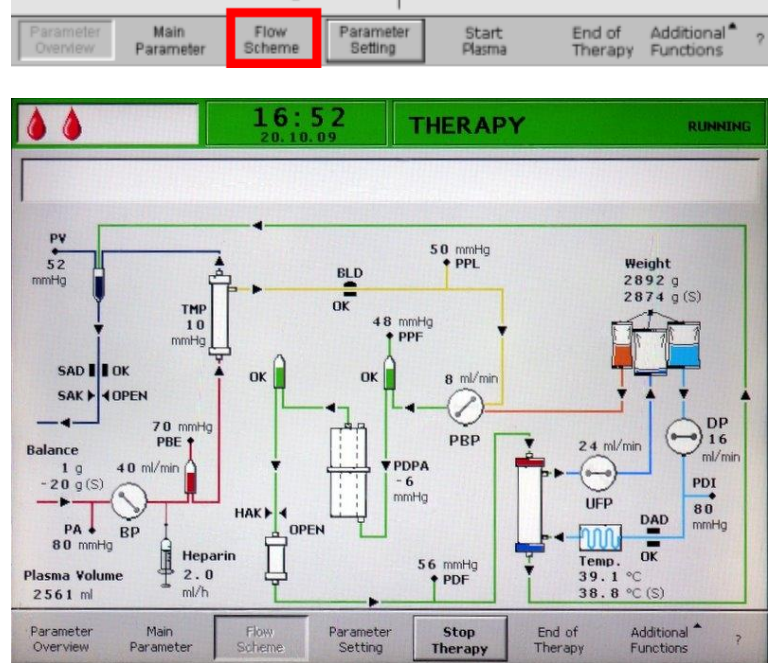 Parameter Overview
Main Parameter
Flow Scheme
Parameter Setting
Start Plasma
End of Therapy
Additional Functions
?
16:52
20.10.09
THERAPY
RUNNING
PV
52
mmHg
TMP
10
mmHg
BLD
OK
50 mmHg
PPL
Weight
2892 g
2874 g (S)
48 mmHg
PPF
SAD OK
SAK OPEN
OK
OK
8 ml/min
PBP
70 mmHg
PBE
Balance
1 g
-20 g (S)
40 ml/min
BP
PA
80 mmHg
HAK
OPEN
PDPA
-6
mmHg
24 ml/min
UFP
DP
16
ml/min
PDI
80
mmHg
DAD
OK
Heparin
2.0
ml/h
Plasma Volume
2561 ml
56 mmHg
PDF
Temp.
39.1 °C
38.8 °C (S)
Parameter Overview
Main Parameter
Flow Scheme
Parameter Setting
Stop Therapy
End of Therapy
Additional Functions
?